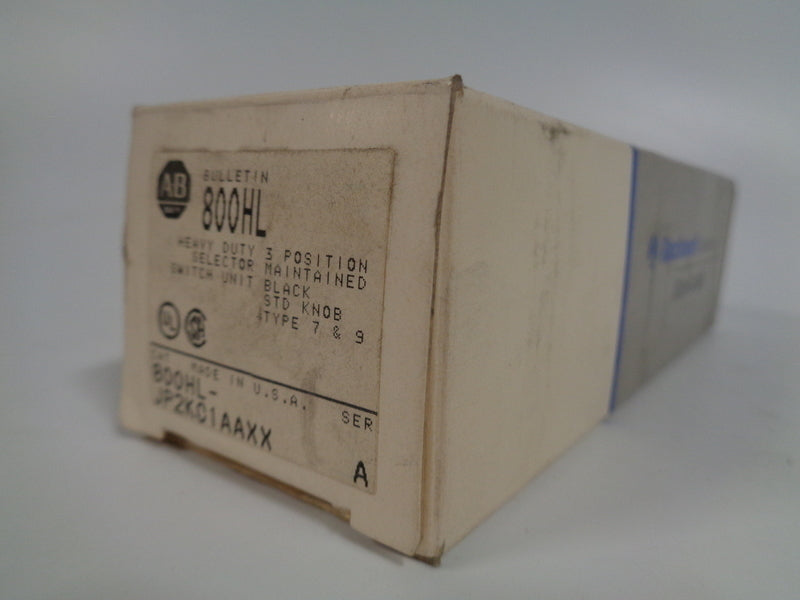 AB
BULLETIN
800HL
HEAVY DUTY 3 POSITION
SELECTOR MAINTAINED
SWITCH UNIT BLACK
STD KNOB
TYPE 7 & 9
UL
CAT MADE IN U.S.A. SER
800HL-
JP2KC1AAXX
A